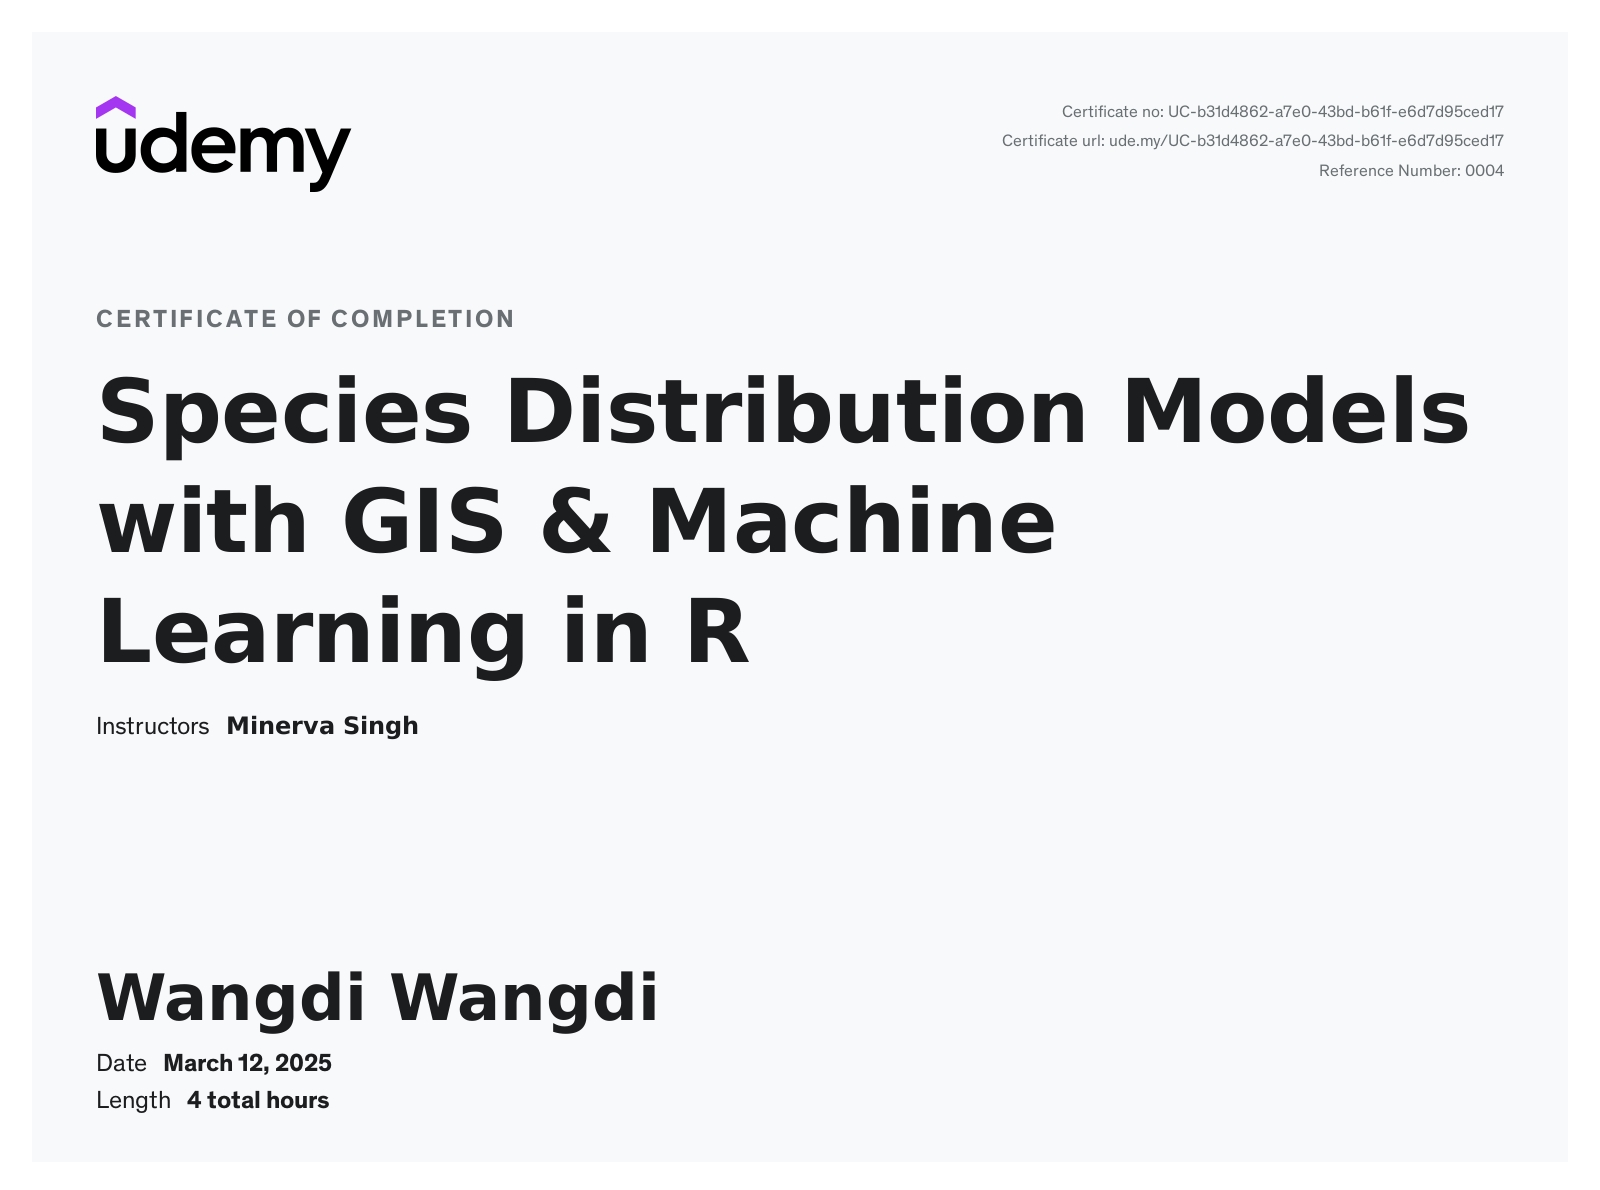 udemy
Certificate no: UC-b31d4862-a7e0-43bd-b61f-e6d7d95ced17
Certificate url: ude.my/UC-b31d4862-a7e0-43bd-b61f-e6d7d95ced17
Reference Number: 0004
CERTIFICATE OF COMPLETION
Species Distribution Models
with GIS & Machine
Learning in R
Instructors Minerva Singh
Wangdi Wangdi
Date March 12, 2025
Length 4 total hours